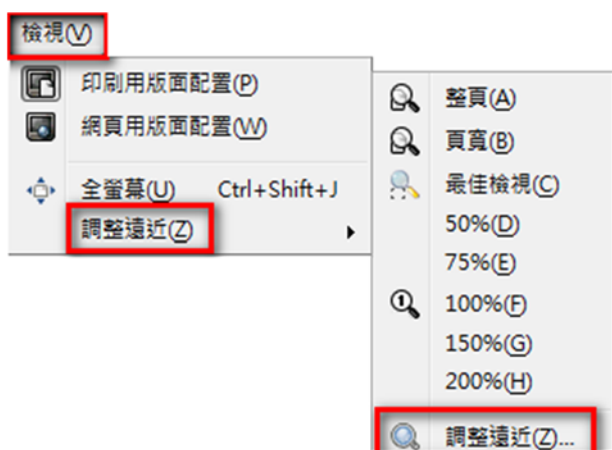 檢視(V)
印刷用版面配置(P)
網頁用版面配置(W)
全螢幕(U) Ctrl+Shift+J
調整遠近(Z)
整頁(A)
頁寬(B)
最佳檢視(C)
50%(D)
75%(E)
100%(F)
150%(G)
200%(H)
調整遠近(Z)...